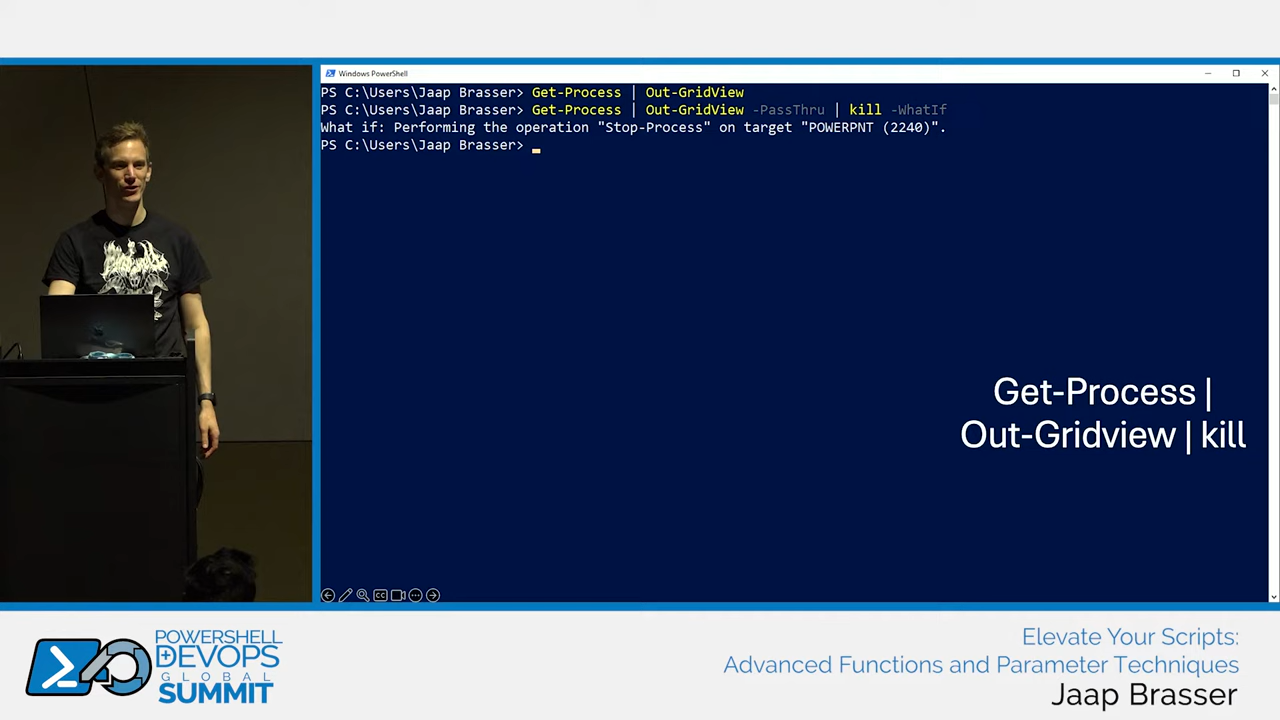 Windows PowerShell
PS C:\Users\Jaap Brasser> Get-Process | Out-GridView
PS C:\Users\Jaap Brasser> Get-Process | Out-GridView -PassThru | kill -WhatIf
What if: Performing the operation "Stop-Process" on target "POWERPNT (2240)".
PS C:\Users\Jaap Brasser>
Get-Process |
Out-Gridview | kill
CC
POWERSHELL
DEVOPS
GLOBAL
SUMMIT
Elevate Your Scripts:
Advanced Functions and Parameter Techniques
Jaap Brasser